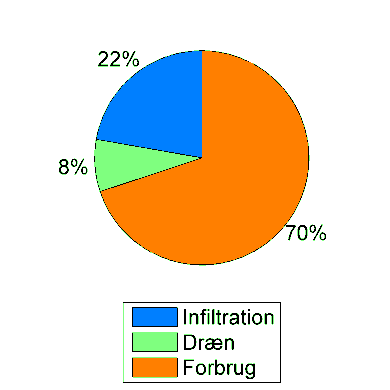 22%
8%
70%
Infiltration
Dræn
Forbrug